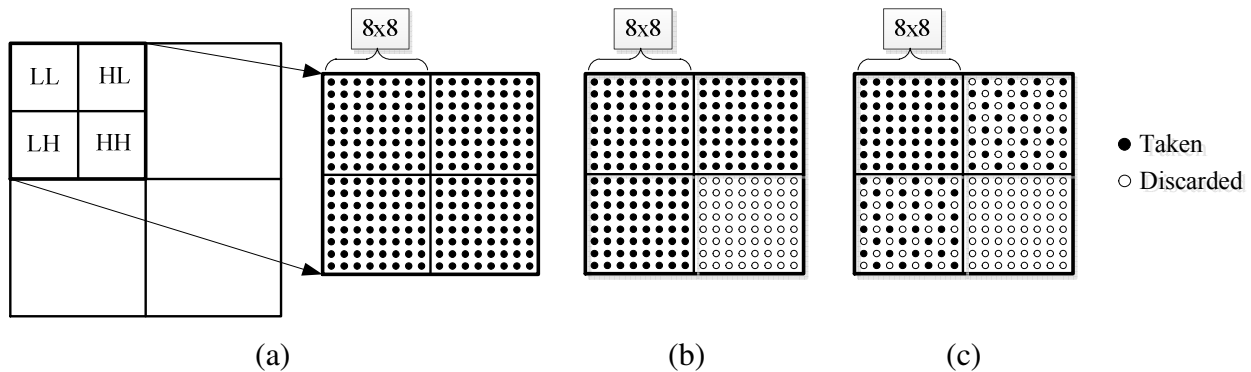 8x8
8x8
8x8
LL HL
LH HH
Taken
Discarded
(a)
(b)
(c)